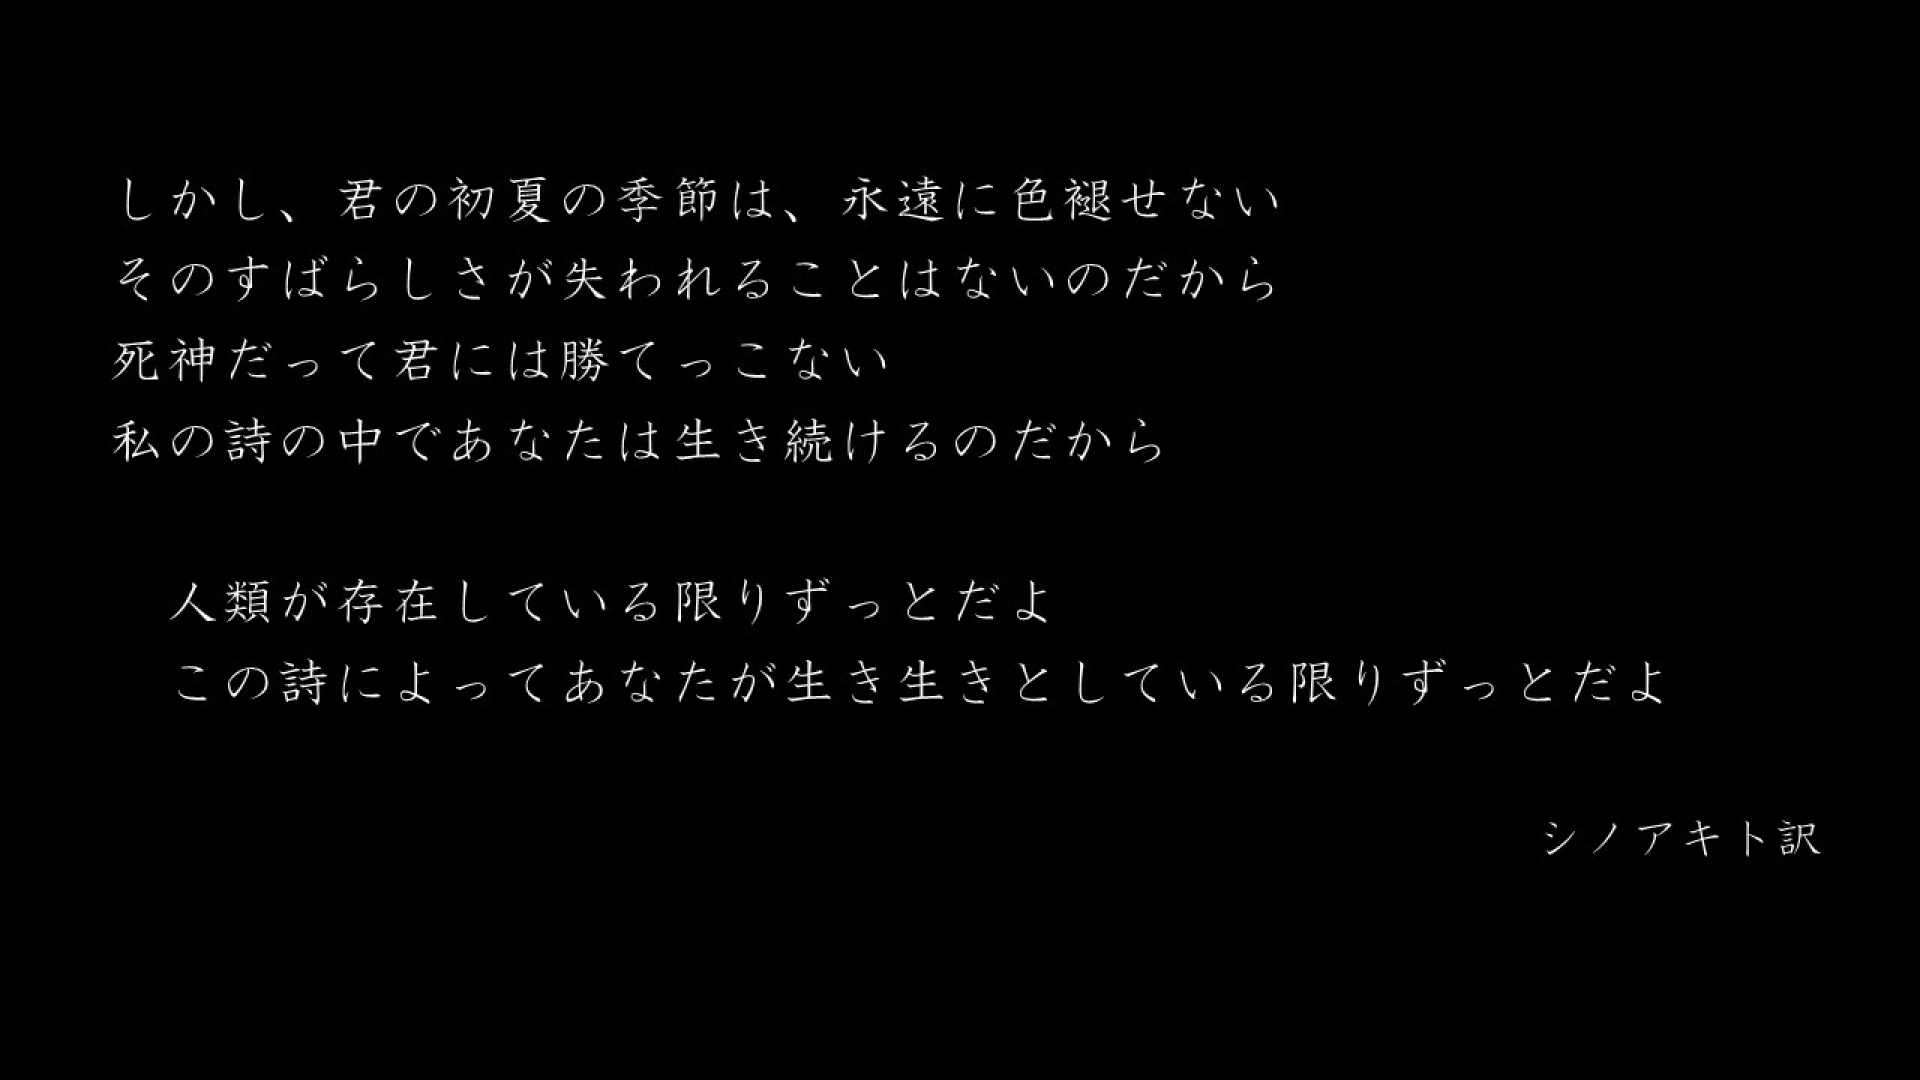 しかし、君の初夏の季節は、永遠に色褪せない
そのすばらしさが失われることはないのだから
死神だって君には勝てっこない
私の詩の中であなたは生き続けるのだから
人類が存在している限りずっとだよ
この詩によってあなたが生き生きとしている限りずっとだよ
シノアキト訳